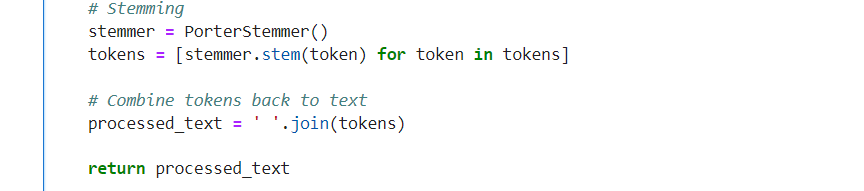 # Stemming
stemmer = PorterStemmer()
tokens = [stemmer.stem(token) for token in tokens]
# Combine tokens back to text
processed_text = ' '.join(tokens)
return processed_text